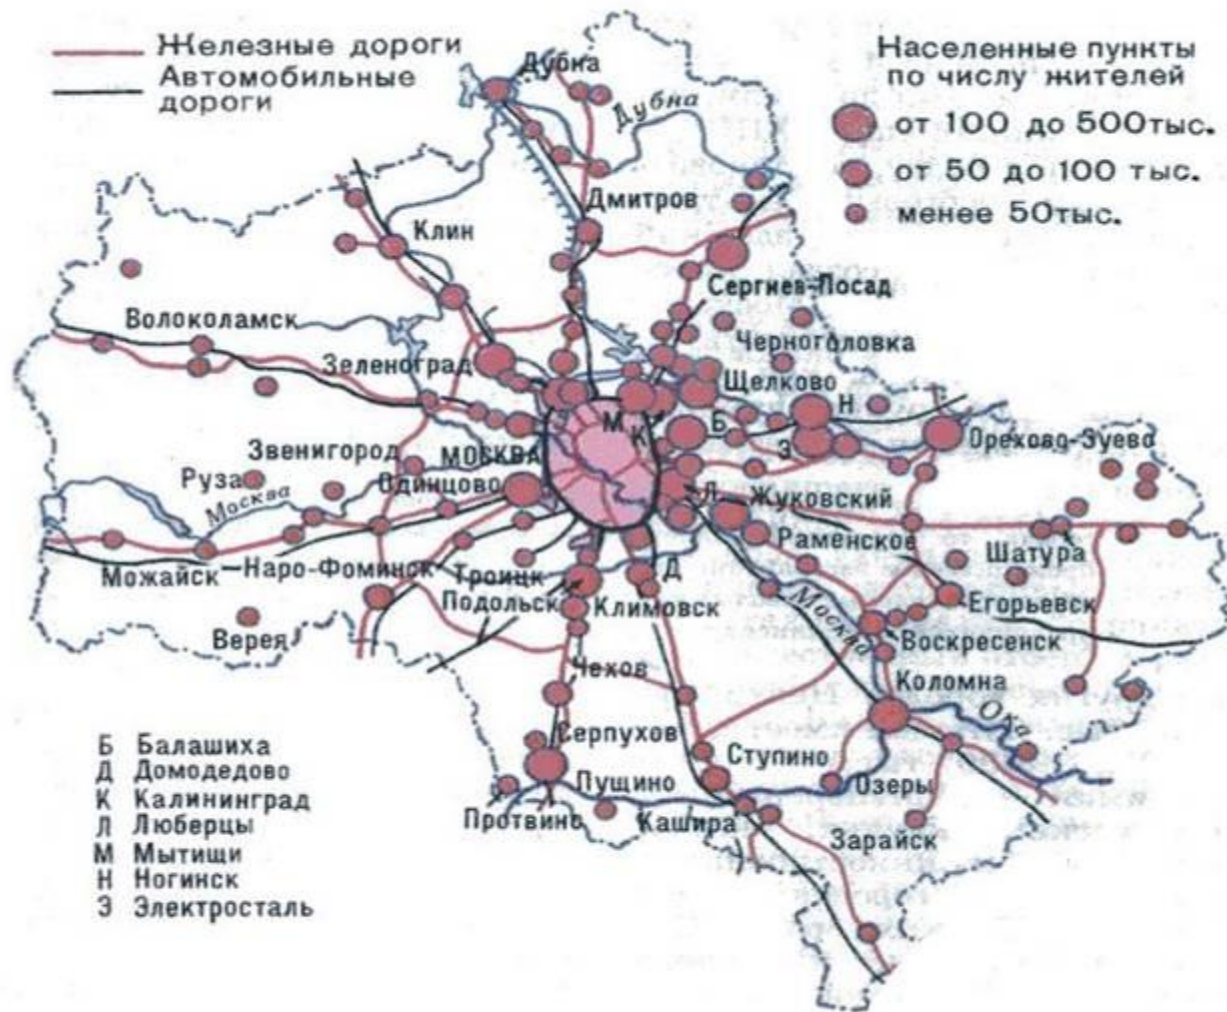 Железные дороги
Автомобильные
дороги
Населенные пункты
по числу жителей
от 100 до 500тыс.
от 50 до 100 тыс.
менее 50тыс.
Дубна
Дубна
Дмитров
Клин
Сергиев-Посад
Волоколамск
Черноголовка
Зеленоград
Щелково
М
К
Б
Н
Э
Орехово-Зуево
Звенигород
МОСКВА
Руза
Москва
Одинцово
Л
Жуковский
Раменское
Шатура
Можайск
Наро-Фоминск
Троицк
Д
Подольск
Климовск
Москва
Егорьевск
Верея
Воскресенск
Чехов
Коломна
Ока
Серпухов
Ступино
Пущино
Озеры
Протвино
Кашира
Зарайск
Б Балашиха
Д Домодедово
К Калининград
Л Люберцы
М Мытищи
Н Ногинск
Э Электросталь